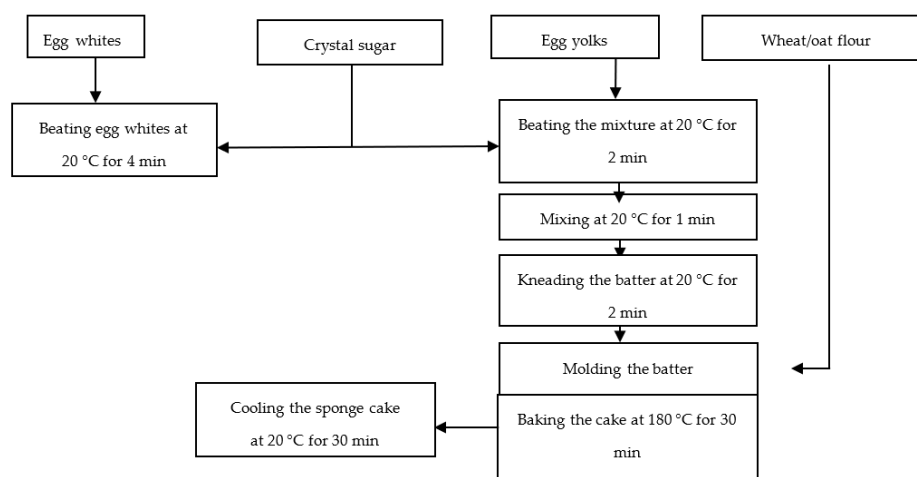 Egg whites
Crystal sugar
Egg yolks
Wheat/oat flour
Beating egg whites at
20 °C for 4 min
Beating the mixture at 20 °C for
2 min
Mixing at 20 °C for 1 min
Kneading the batter at 20 °C for
2 min
Molding the batter
Cooling the sponge cake
at 20 °C for 30 min
Baking the cake at 180 °C for 30
min